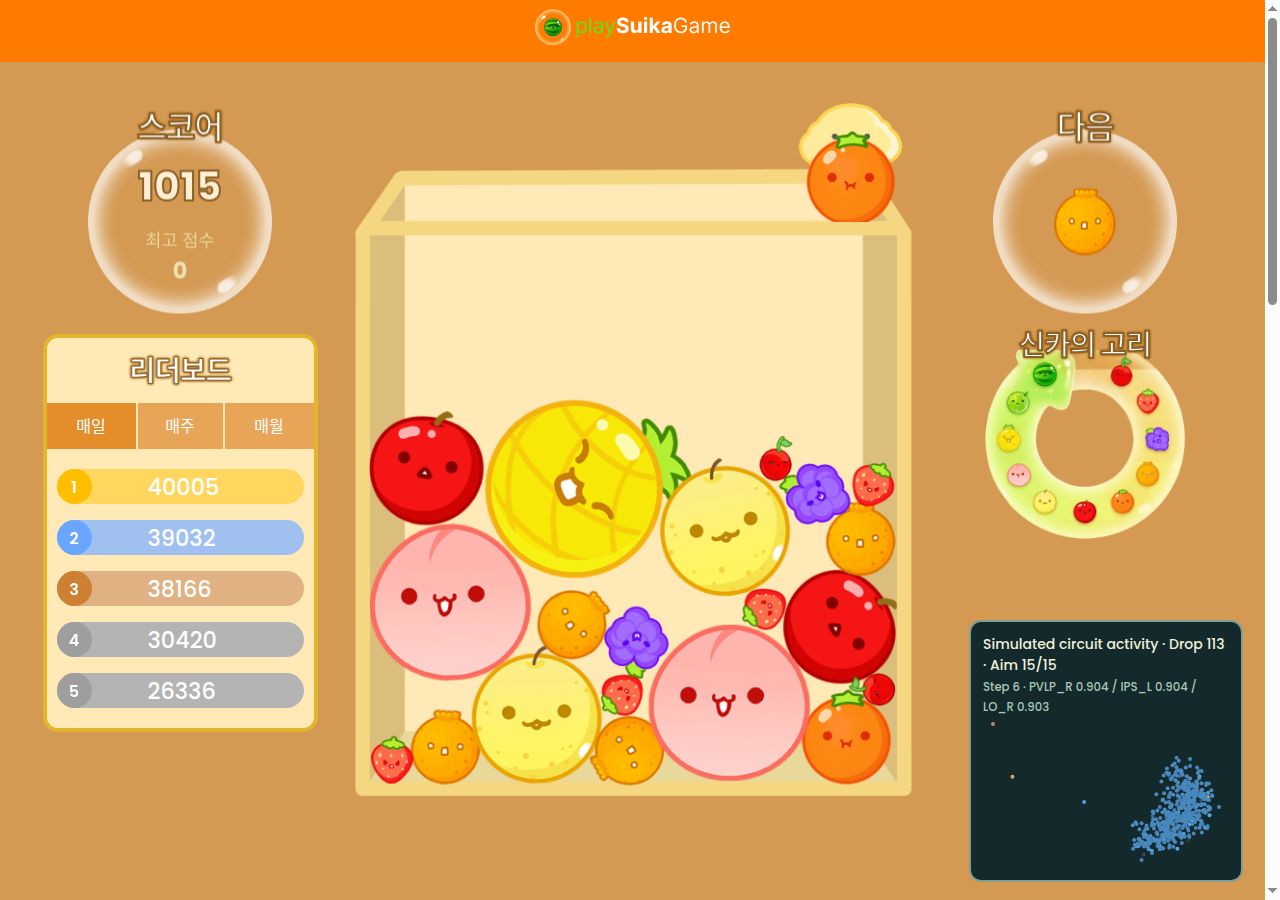 playSuikaGame
스코어
1015
최고 점수
0
리더보드
매일 매주 매월
1 40005
2 39032
3 38166
4 30420
5 26336
다음
신카의 고리
Simulated circuit activity · Drop 113
· Aim 15/15
Step 6 · PVLP_R 0.904 / IPS_L 0.904 /
LO_R 0.903